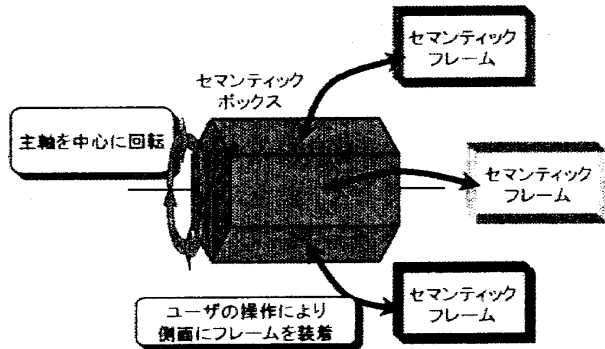 セマンティック
フレーム
セマンティック
ボックス
主軸を中心に回転
セマンティック
フレーム
ユーザの操作により
側面にフレームを装着
セマンティック
フレーム